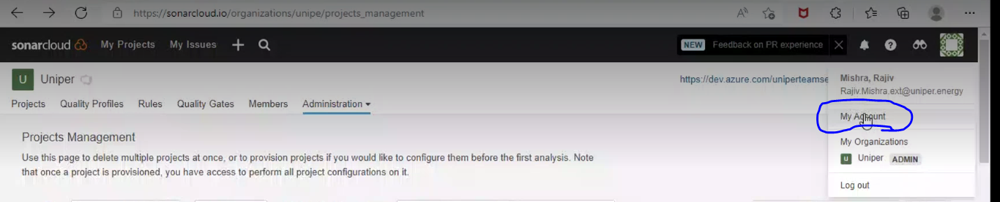 https://sonarcloud.io/organizations/unipe/projects_management
sonarcloud My Projects My Issues NEW Feedback on PR experience
U Uniper https://dev.azure.com/uniperteamse
Mishra, Rajiv
Rajiv.Mishra.ext@uniper.energy
Projects Quality Profiles Rules Quality Gates Members Administration
My Account
Projects Management
My Organizations
Use this page to delete multiple projects at once, or to provision projects if you would like to configure them before the first analysis. Note
U Uniper ADMIN
that once a project is provisioned, you have access to perform all project configurations on it.
Log out